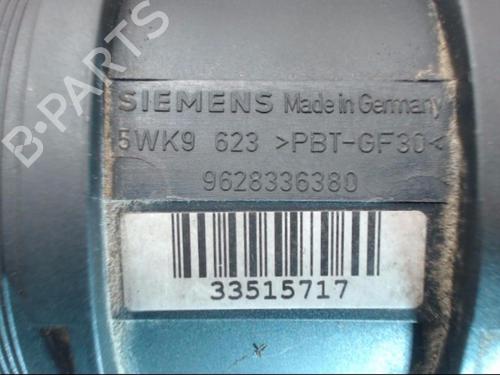 B-PARTS
SIEMENS Made in Germany
5WK9 623 >PBT-GF30<
9628336380
33515717